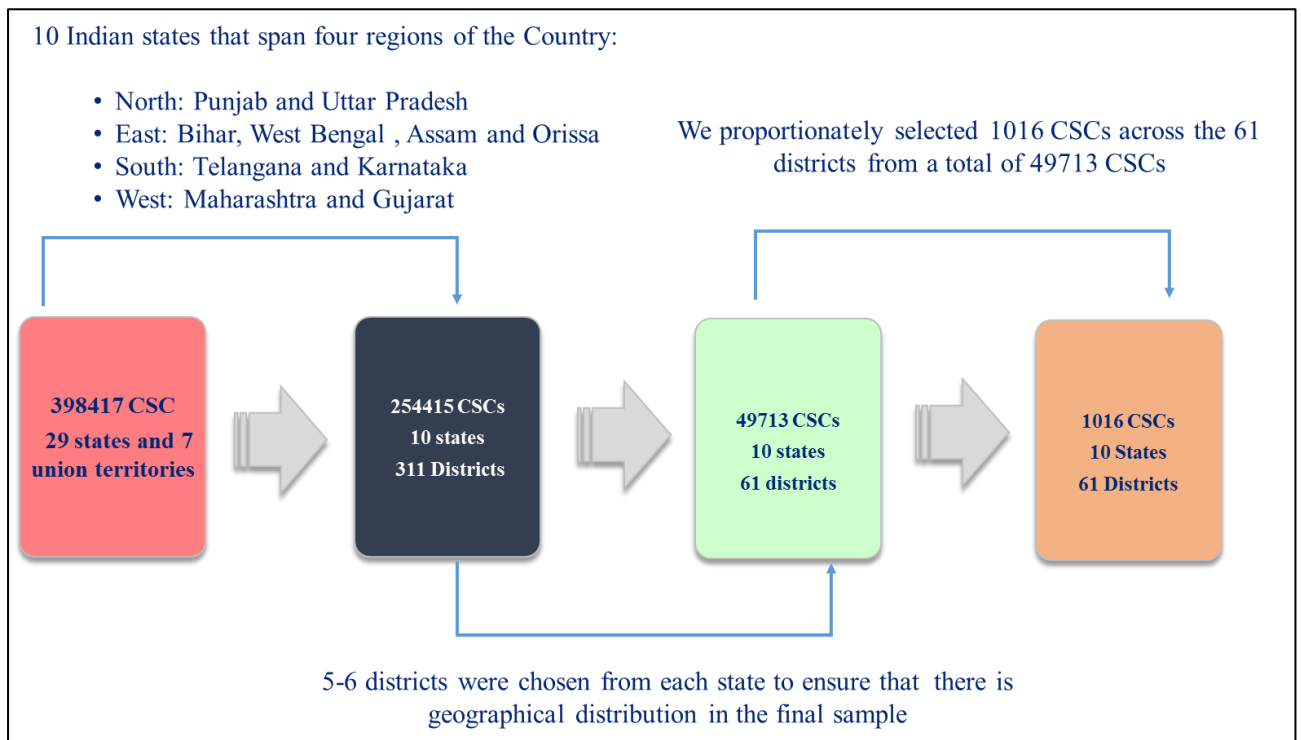 10 Indian states that span four regions of the Country:
• North: Punjab and Uttar Pradesh
• East: Bihar, West Bengal , Assam and Orissa
• South: Telangana and Karnataka
• West: Maharashtra and Gujarat
We proportionately selected 1016 CSCs across the 61
districts from a total of 49713 CSCs
398417 CSC
29 states and 7
union territories
254415 CSCs
10 states
311 Districts
49713 CSCs
10 states
61 districts
1016 CSCs
10 States
61 Districts
5-6 districts were chosen from each state to ensure that there is
geographical distribution in the final sample